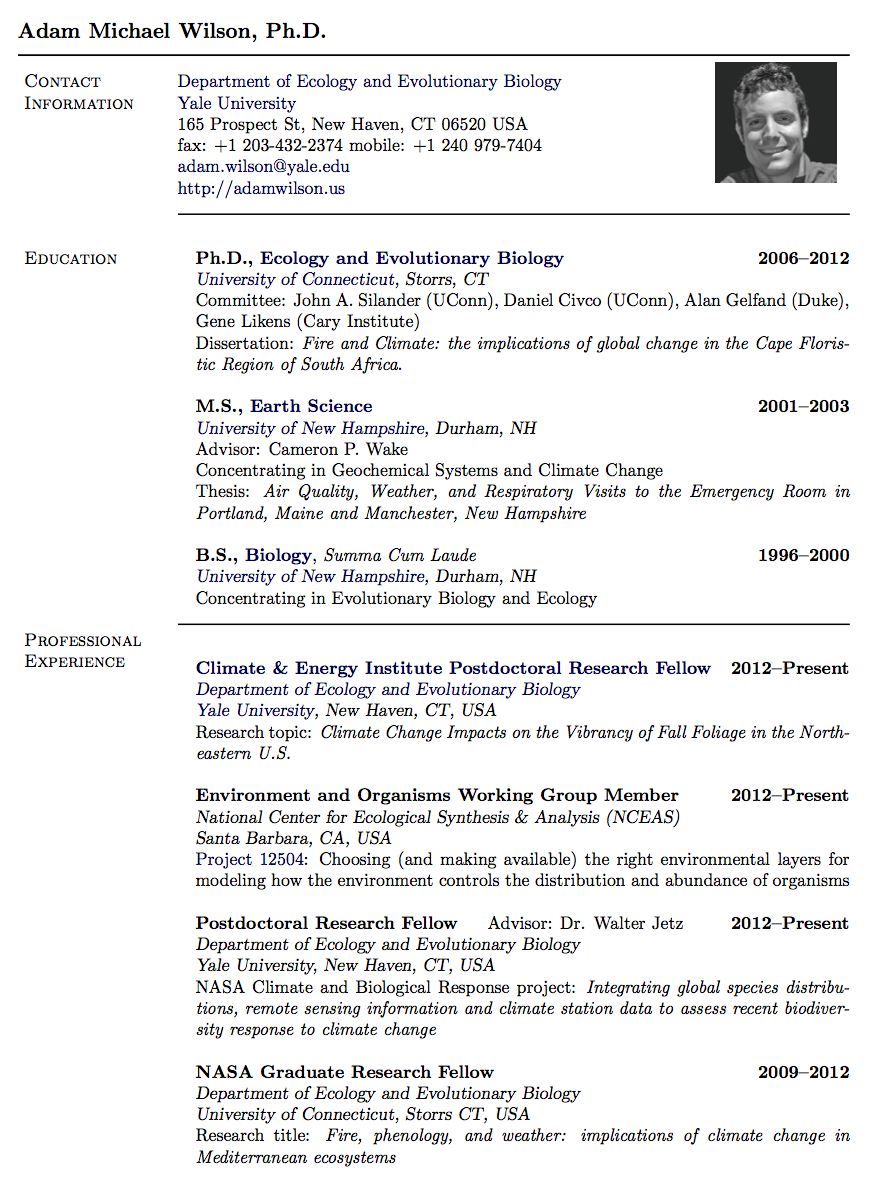 Adam Michael Wilson, Ph.D.
Contact Information
Department of Ecology and Evolutionary Biology
Yale University
165 Prospect St, New Haven, CT 06520 USA
fax: +1 203-432-2374 mobile: +1 240 979-7404
adam.wilson@yale.edu
http://adamwilson.us
Education
Ph.D., Ecology and Evolutionary Biology 2006–2012
University of Connecticut, Storrs, CT
Committee: John A. Silander (UConn), Daniel Civco (UConn), Alan Gelfand (Duke),
Gene Likens (Cary Institute)
Dissertation: Fire and Climate: the implications of global change in the Cape Floris-
tic Region of South Africa.
M.S., Earth Science 2001–2003
University of New Hampshire, Durham, NH
Advisor: Cameron P. Wake
Concentrating in Geochemical Systems and Climate Change
Thesis: Air Quality, Weather, and Respiratory Visits to the Emergency Room in
Portland, Maine and Manchester, New Hampshire
B.S., Biology, Summa Cum Laude 1996–2000
University of New Hampshire, Durham, NH
Concentrating in Evolutionary Biology and Ecology
Professional
Experience
Climate & Energy Institute Postdoctoral Research Fellow 2012–Present
Department of Ecology and Evolutionary Biology
Yale University, New Haven, CT, USA
Research topic: Climate Change Impacts on the Vibrancy of Fall Foliage in the North-
eastern U.S.
Environment and Organisms Working Group Member 2012–Present
National Center for Ecological Synthesis & Analysis (NCEAS)
Santa Barbara, CA, USA
Project 12504: Choosing (and making available) the right environmental layers for
modeling how the environment controls the distribution and abundance of organisms
Postdoctoral Research Fellow Advisor: Dr. Walter Jetz 2012–Present
Department of Ecology and Evolutionary Biology
Yale University, New Haven, CT, USA
NASA Climate and Biological Response project: Integrating global species distribu-
tions, remote sensing information and climate station data to assess recent biodiver-
sity response to climate change
NASA Graduate Research Fellow 2009–2012
Department of Ecology and Evolutionary Biology
University of Connecticut, Storrs CT, USA
Research title: Fire, phenology, and weather: implications of climate change in
Mediterranean ecosystems